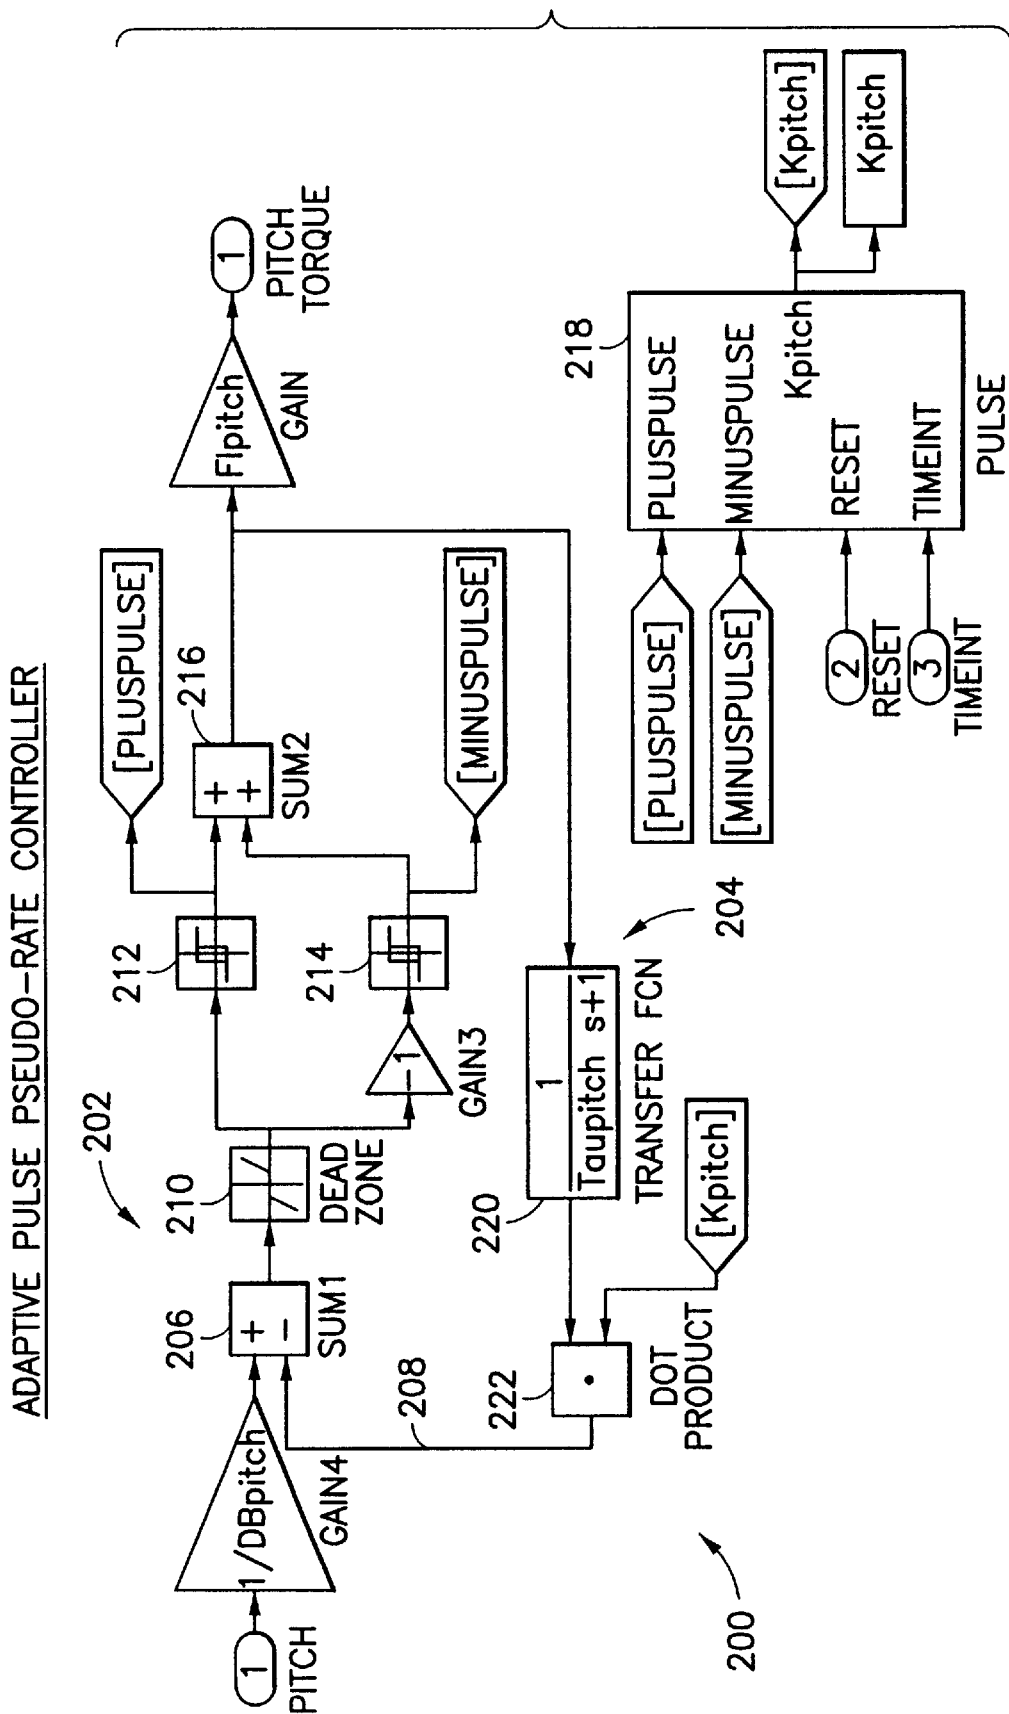 ADAPTIVE PULSE PSEUDO-RATE CONTROLLER
202
204
200
1
PITCH
1/DBpitch
GAIN4
206
+
-
SUM1
208
210
DEAD
ZONE
212
214
-1
GAIN3
[PLUSPULSE]
216
+
+
SUM2
[MINUSPULSE]
FIpitch
GAIN
1
PITCH
TORQUE
222
DOT
PRODUCT
220
1
Taupitch s+1
TRANSFER FCN
[Kpitch]
[PLUSPULSE]
[MINUSPULSE]
2
RESET
3
TIMEINT
218
PLUSPULSE
MINUSPULSE
Kpitch
RESET
TIMEINT
PULSE
[Kpitch]
Kpitch